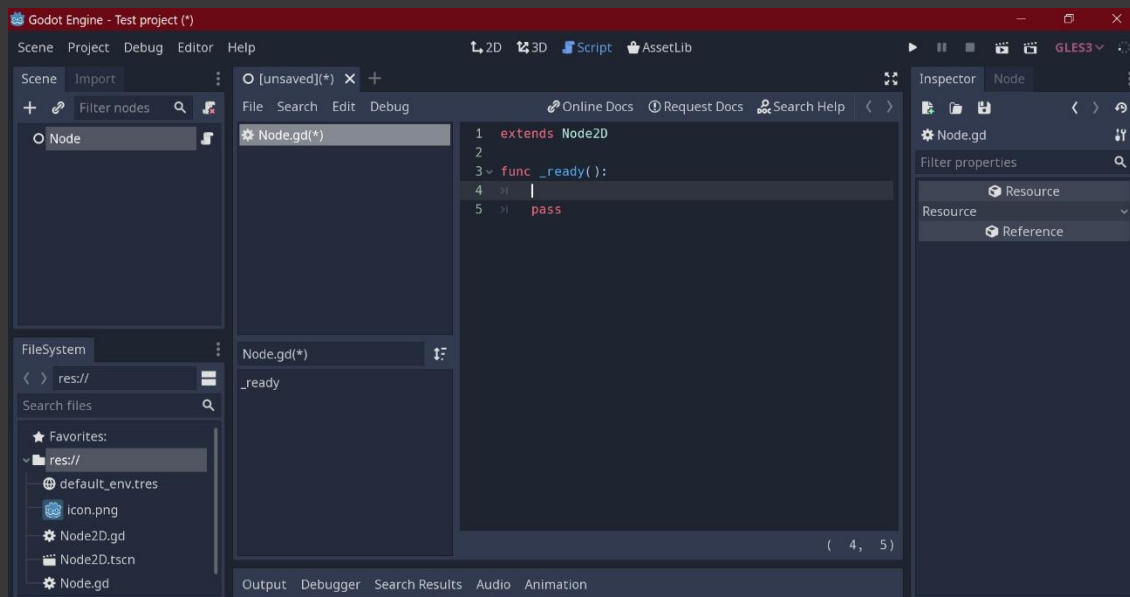 Godot Engine - Test project (*)
Scene Project Debug Editor Help
2D 3D Script AssetLib
GLES3
Scene Import
Filter nodes
Node
[unsaved](*)
File Search Edit Debug
Online Docs Request Docs Search Help
Node.gd(*)
Node.gd(*)
_ready
1 extends Node2D
2
3 func _ready():
4
5 pass
( 4, 5)
Inspector Node
Node.gd
Filter properties
Resource
Resource
Reference
FileSystem
res://
Search files
Favorites:
res://
default_env.tres
icon.png
Node2D.gd
Node2D.tscn
Node.gd
Output Debugger Search Results Audio Animation